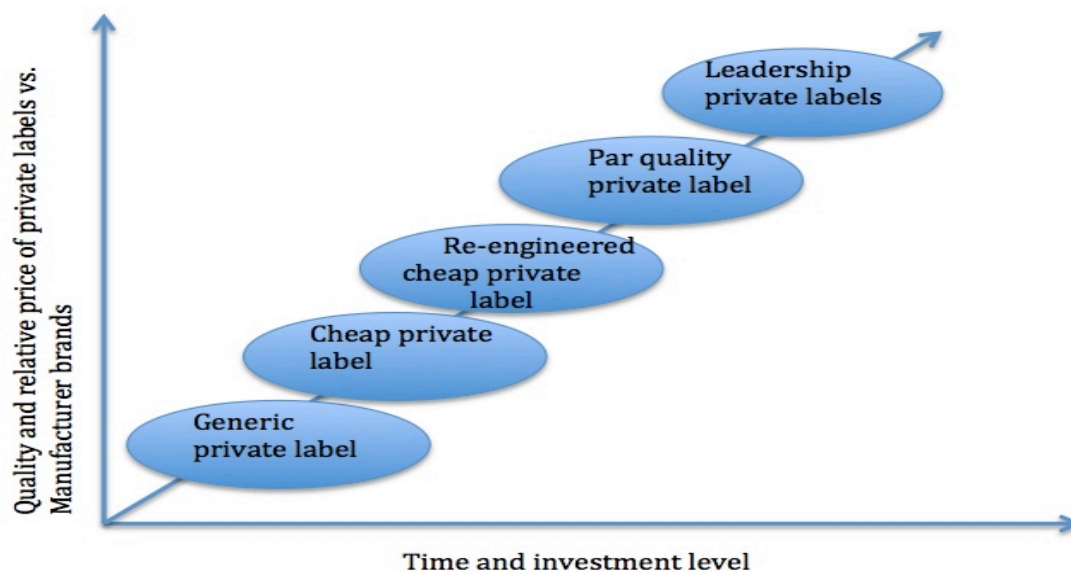 Quality and relative price of private labels vs.
Manufacturer brands
Leadership
private labels
Par quality
private label
Re-engineered
cheap private
label
Cheap private
label
Generic
private label
Time and investment level